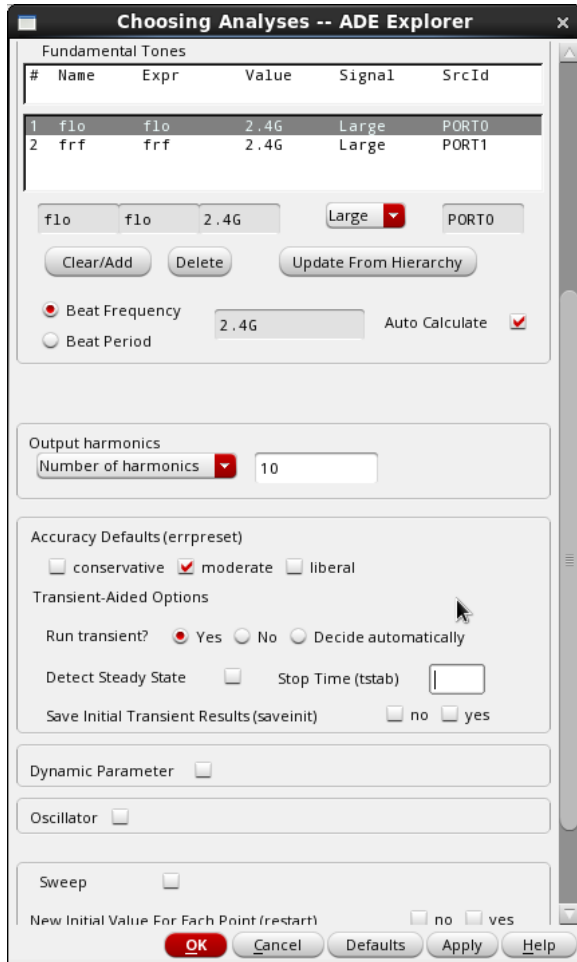 Choosing Analyses -- ADE Explorer
Fundamental Tones
# Name Expr Value Signal SrcId
1 flo flo 2.4G Large PORT0
2 frf frf 2.4G Large PORT1
flo flo 2.4G Large PORT0
Clear/Add Delete Update From Hierarchy
Beat Frequency 2.4G Auto Calculate
Beat Period
Output harmonics
Number of harmonics 10
Accuracy Defaults (errpreset)
conservative moderate liberal
Transient-Aided Options
Run transient? Yes No Decide automatically
Detect Steady State Stop Time (tstab)
Save Initial Transient Results (saveinit) no yes
Dynamic Parameter
Oscillator
Sweep
New Initial Value For Each Point (restart) no yes
OK Cancel Defaults Apply Help